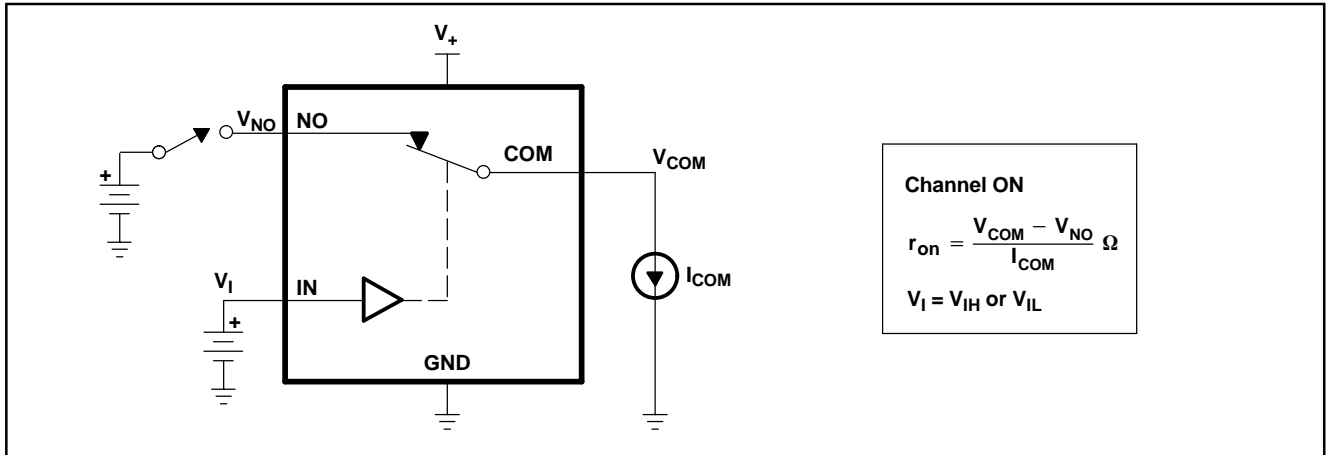 V+
VNO NO
COM
VCOM
+
Channel ON
ron = VCOM − VNO / ICOM Ω
VI IN
ICOM
VI = VIH or VIL
+
GND